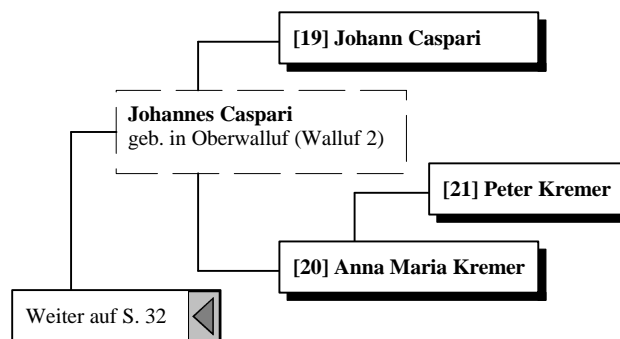 [19] Johann Caspari
Johannes Caspari
geb. in Oberwalluf (Walluf 2)
[21] Peter Kremer
[20] Anna Maria Kremer
Weiter auf S. 32